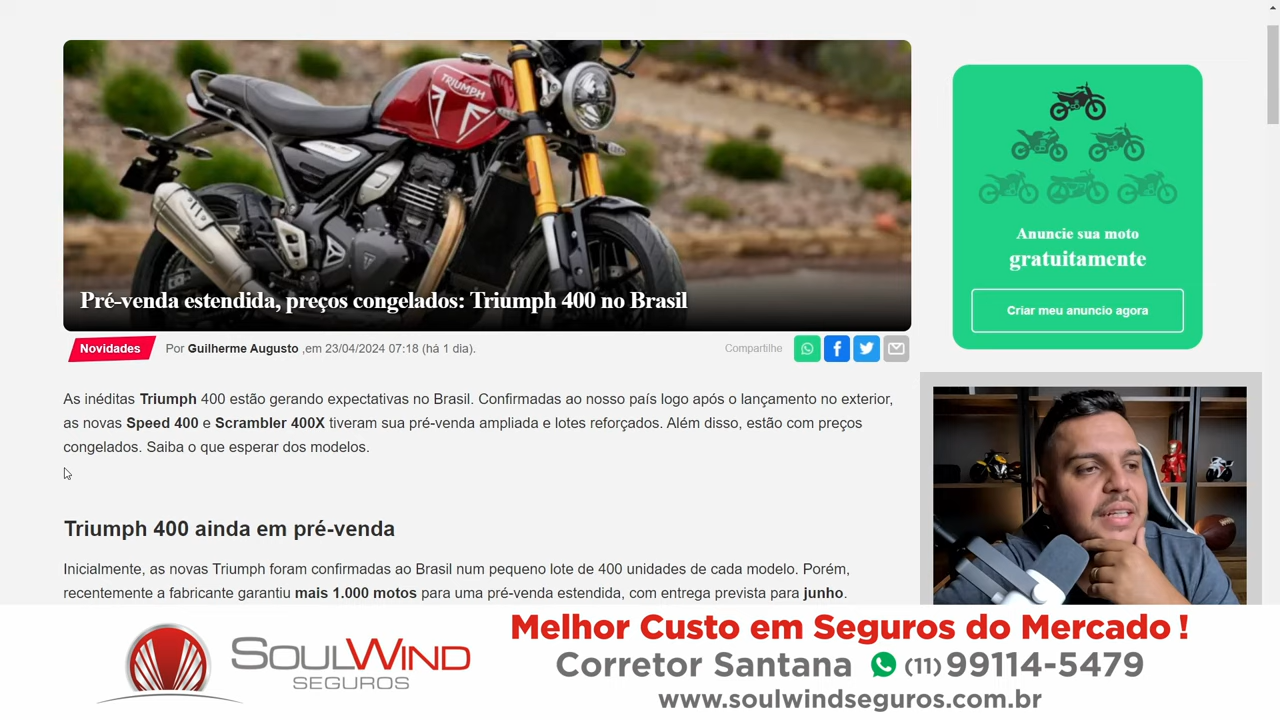 TRIUMPH
Pré-venda estendida, preços congelados: Triumph 400 no Brasil
Novidades
Por Guilherme Augusto ,em 23/04/2024 07:18 (há 1 dia).
Compartilhe
As inéditas Triumph 400 estão gerando expectativas no Brasil. Confirmadas ao nosso país logo após o lançamento no exterior,
as novas Speed 400 e Scrambler 400X tiveram sua pré-venda ampliada e lotes reforçados. Além disso, estão com preços
congelados. Saiba o que esperar dos modelos.
Triumph 400 ainda em pré-venda
Inicialmente, as novas Triumph foram confirmadas ao Brasil num pequeno lote de 400 unidades de cada modelo. Porém,
recentemente a fabricante garantiu mais 1.000 motos para uma pré-venda estendida, com entrega prevista para junho.
Anuncie sua moto
gratuitamente
Criar meu anuncio agora
SOULWIND
SEGUROS
Melhor Custo em Seguros do Mercado !
Corretor Santana (11) 99114-5479
www.soulwindseguros.com.br